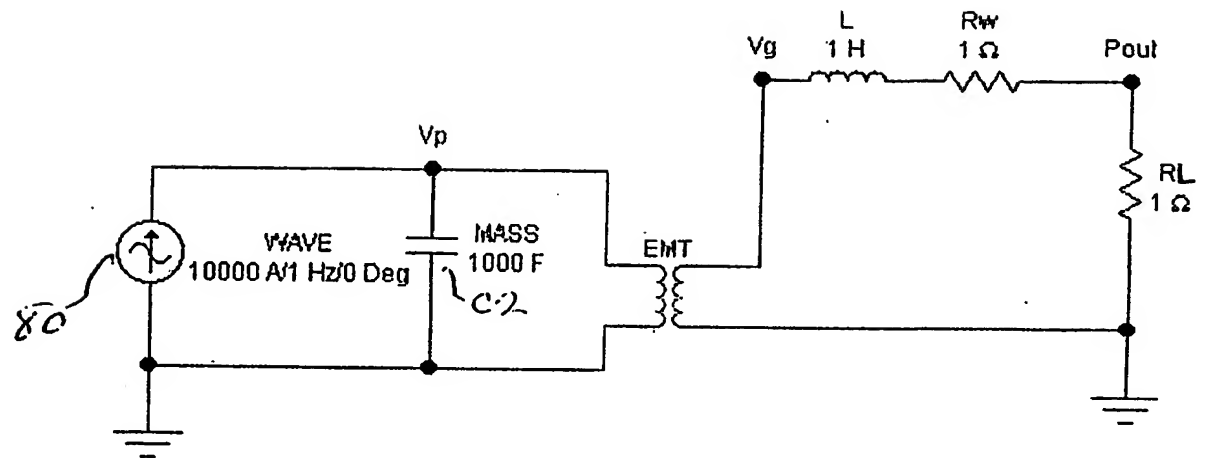 L
1 H
Rw
1 Ω
Vg
Pout
Vp
RL
1 Ω
WAVE
10000 A/1 Hz/0 Deg
MASS
1000 F
EMT
80
C-2